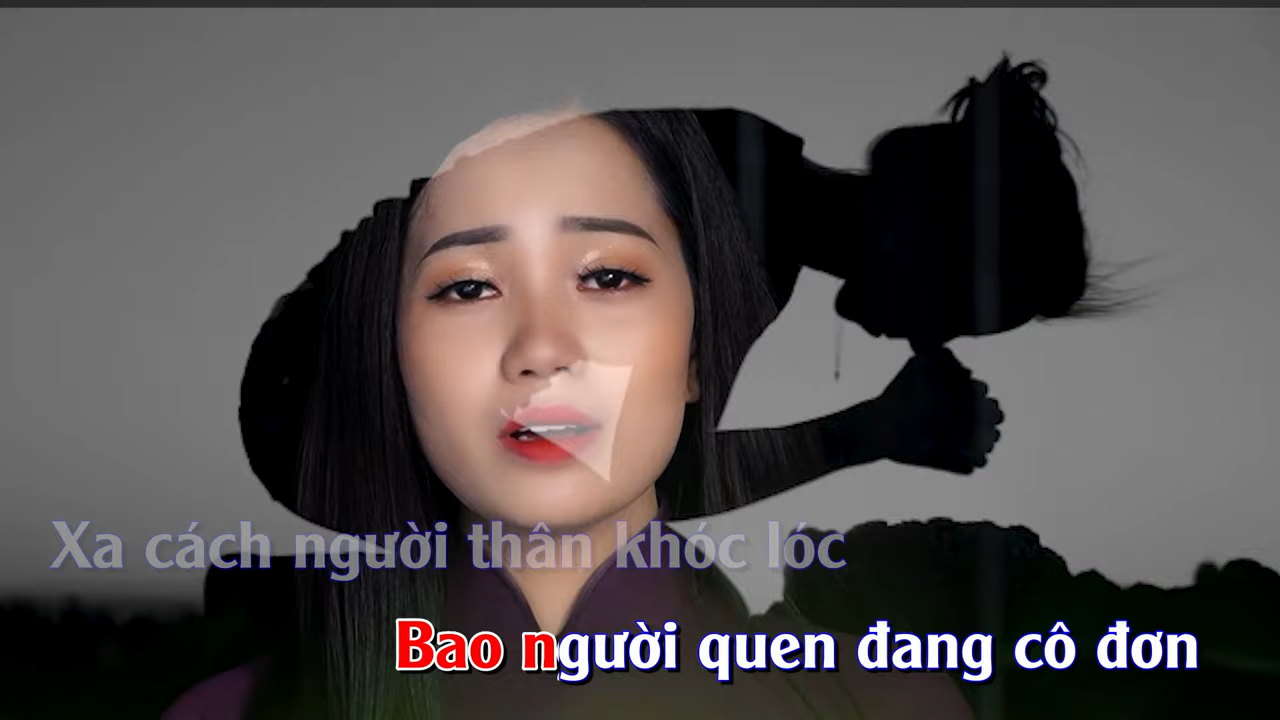 Xa cách người thân khóc lóc
Bao người quen đang cô đơn